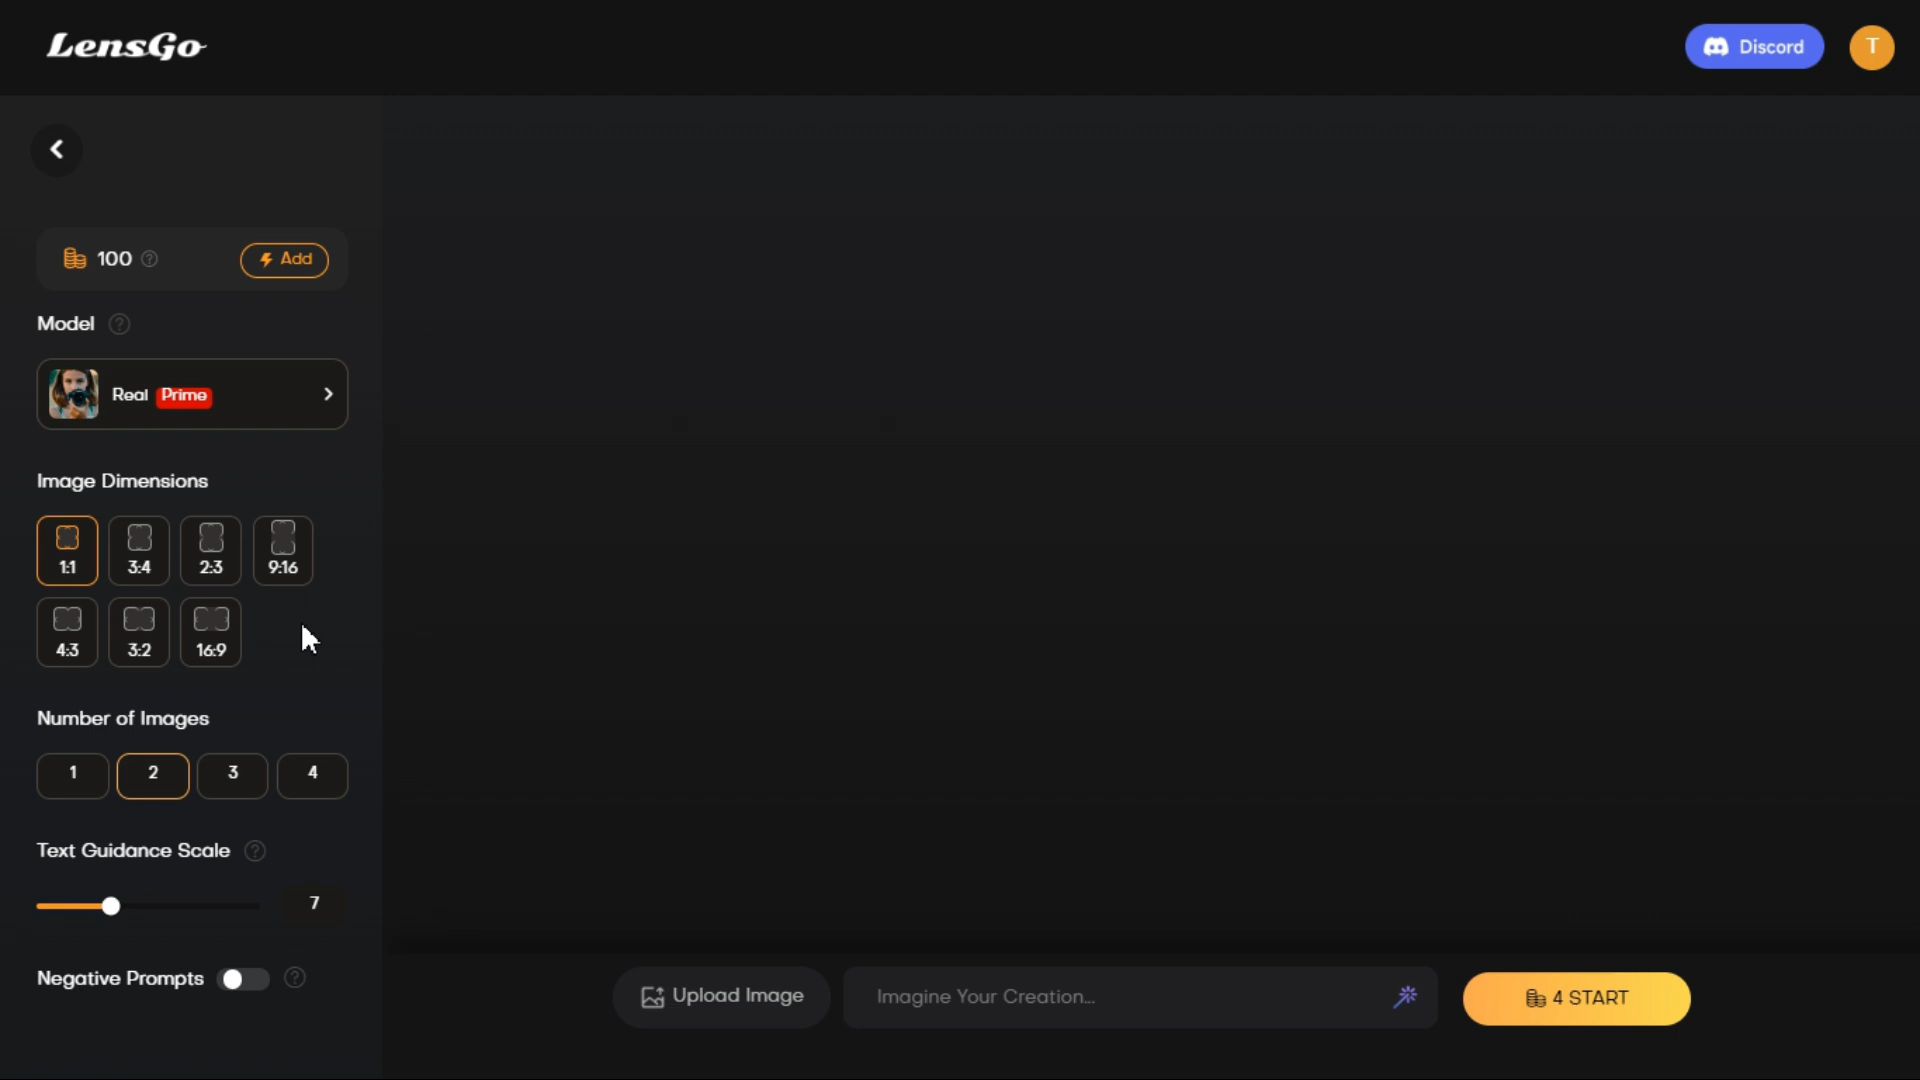 LensGo
Discord
T
100
Add
Model
Real Prime
Image Dimensions
1:1 3:4 2:3 9:16
4:3 3:2 16:9
Number of Images
1 2 3 4
Text Guidance Scale
7
Negative Prompts
Upload Image
Imagine Your Creation...
4 START